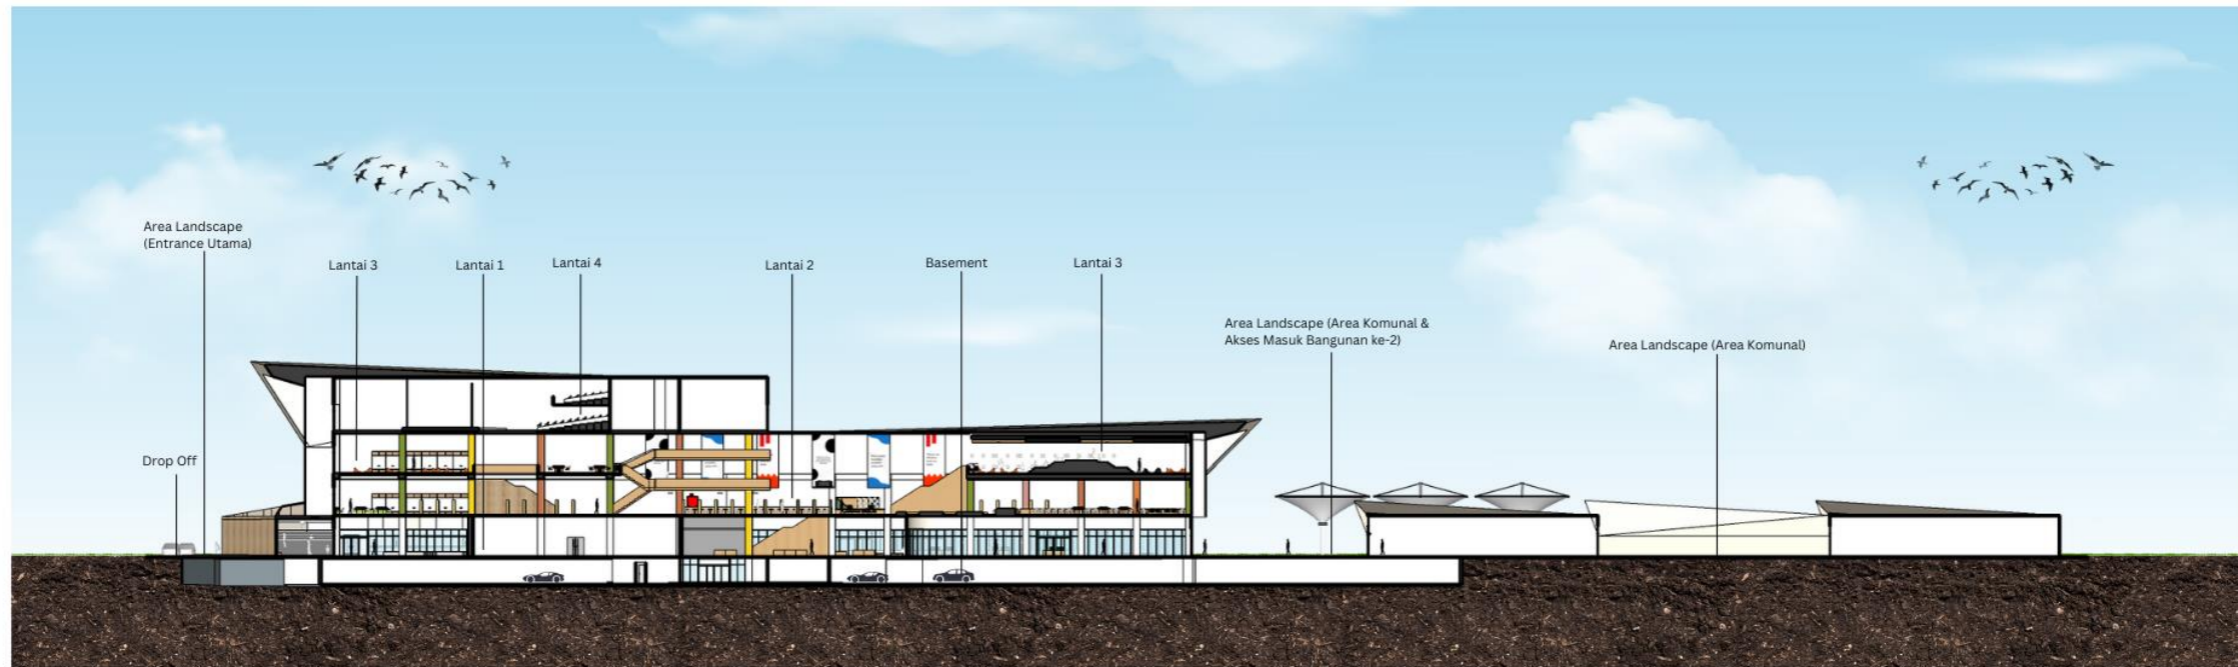 Area Landscape
(Entrance Utama)
Lantai 3
Lantai 1
Lantai 4
Lantai 2
Basement
Lantai 3
Area Landscape (Area Komunal &
Akses Masuk Bangunan ke-2)
Area Landscape (Area Komunal)
Drop Off